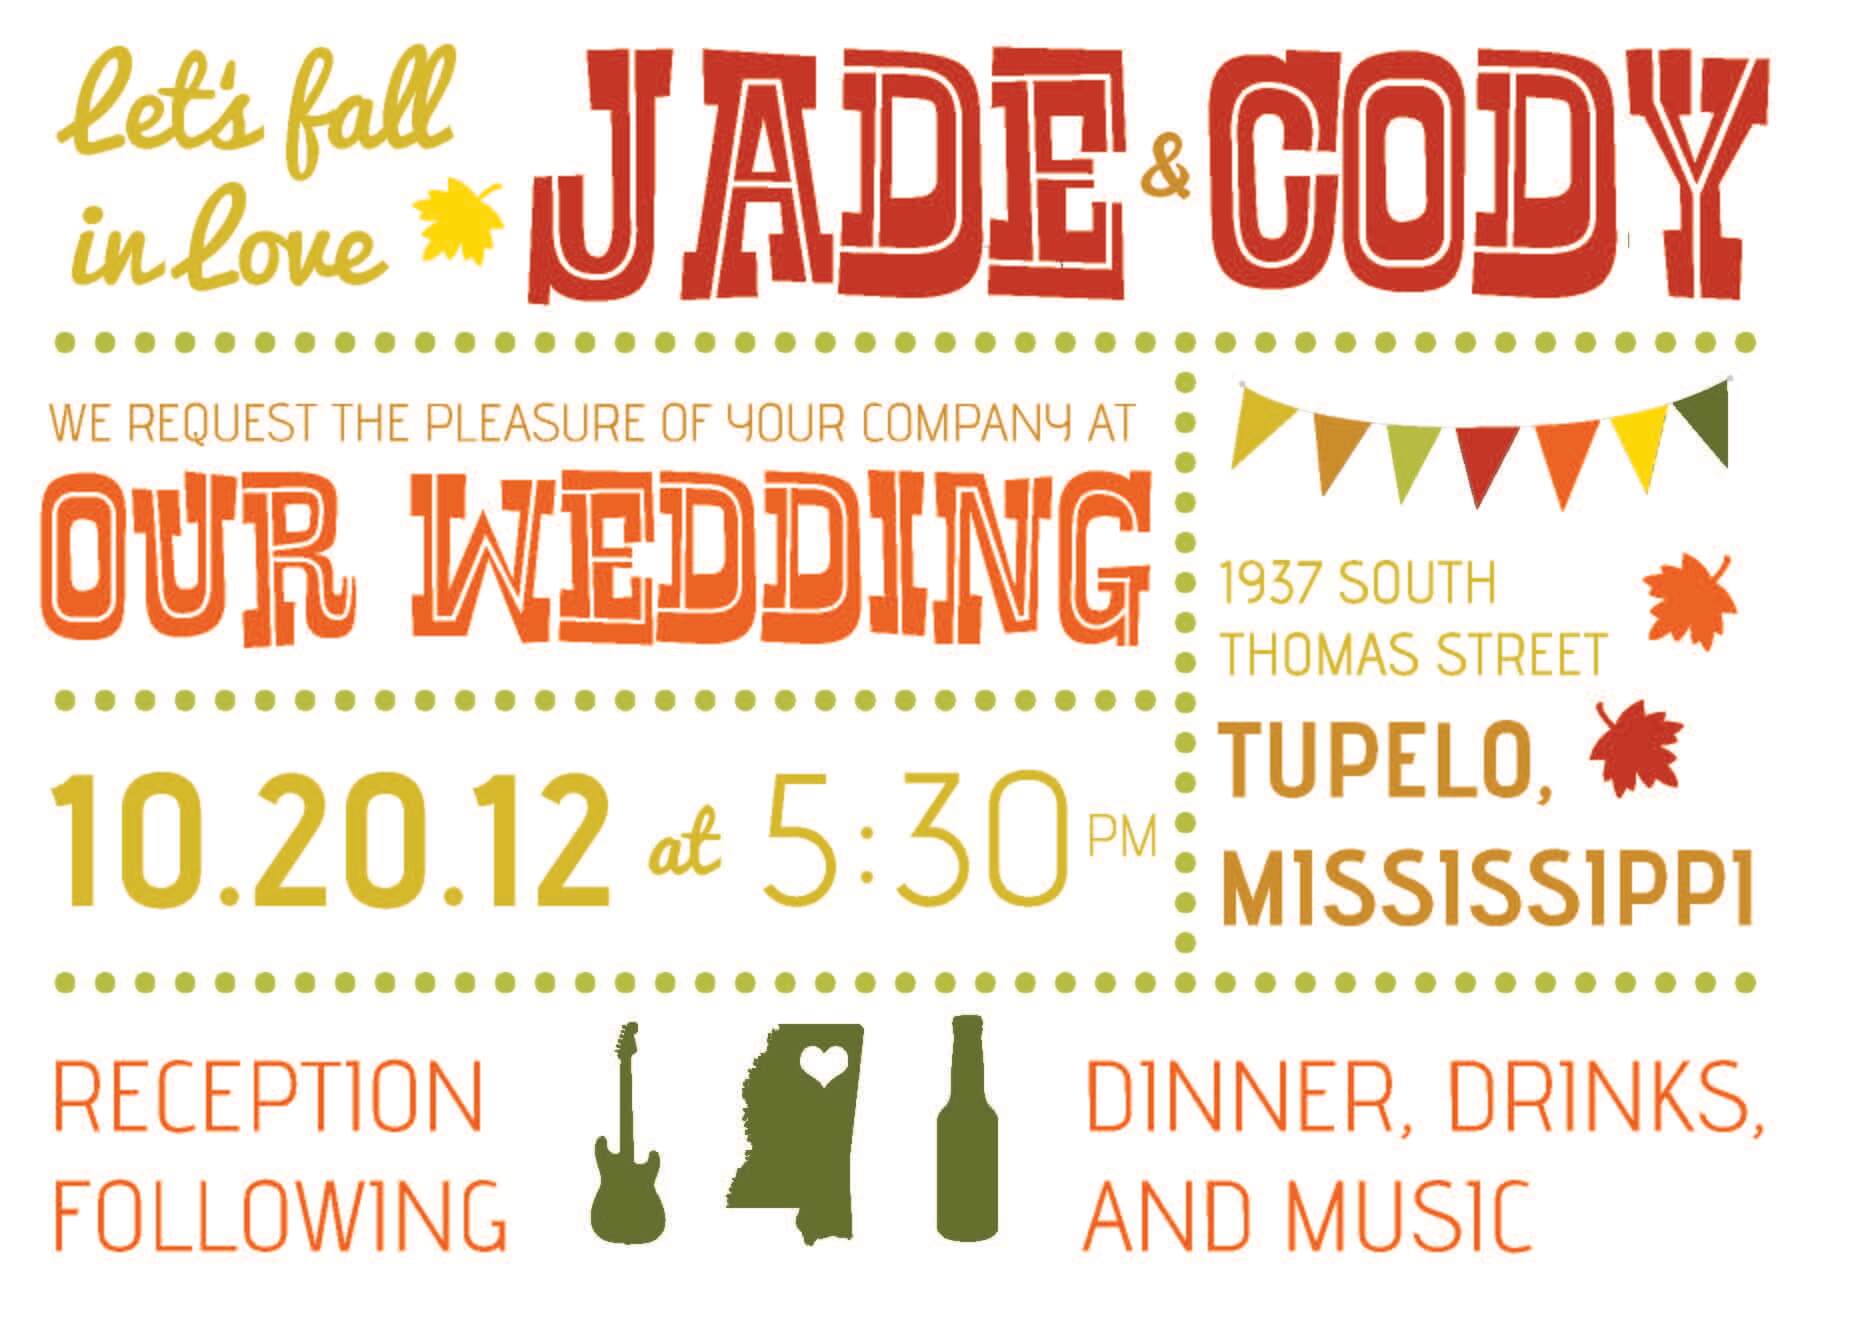 let's fall
in love
JADE & CODY
WE REQUEST THE PLEASURE OF YOUR COMPANY AT
OUR WEDDING
10.20.12 at 5:30 PM
1937 SOUTH
THOMAS STREET
TUPELO,
MISSISSIPPI
RECEPTION
FOLLOWING
DINNER, DRINKS,
AND MUSIC